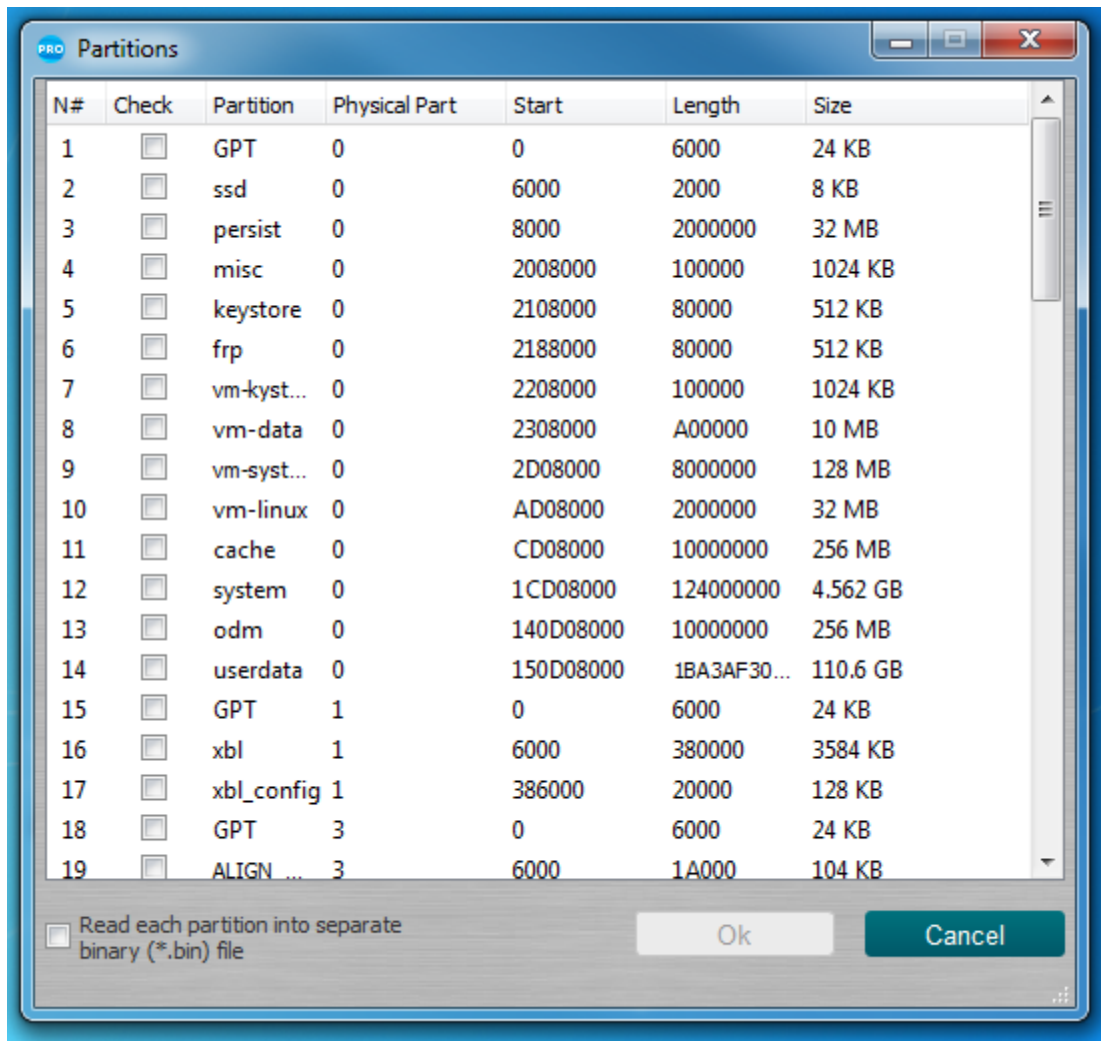 PRO Partitions
N# Check Partition Physical Part Start Length Size
1 GPT 0 0 6000 24 KB
2 ssd 0 6000 2000 8 KB
3 persist 0 8000 2000000 32 MB
4 misc 0 2008000 100000 1024 KB
5 keystore 0 2108000 80000 512 KB
6 frp 0 2188000 80000 512 KB
7 vm-kyst... 0 2208000 100000 1024 KB
8 vm-data 0 2308000 A00000 10 MB
9 vm-syst... 0 2D08000 8000000 128 MB
10 vm-linux 0 AD08000 2000000 32 MB
11 cache 0 CD08000 10000000 256 MB
12 system 0 1CD08000 124000000 4.562 GB
13 odm 0 140D08000 10000000 256 MB
14 userdata 0 150D08000 1BA3AF30... 110.6 GB
15 GPT 1 0 6000 24 KB
16 xbl 1 6000 380000 3584 KB
17 xbl_config 1 386000 20000 128 KB
18 GPT 3 0 6000 24 KB
19 ALIGN ... 3 6000 1A000 104 KB
Read each partition into separate
binary (*.bin) file
Ok Cancel